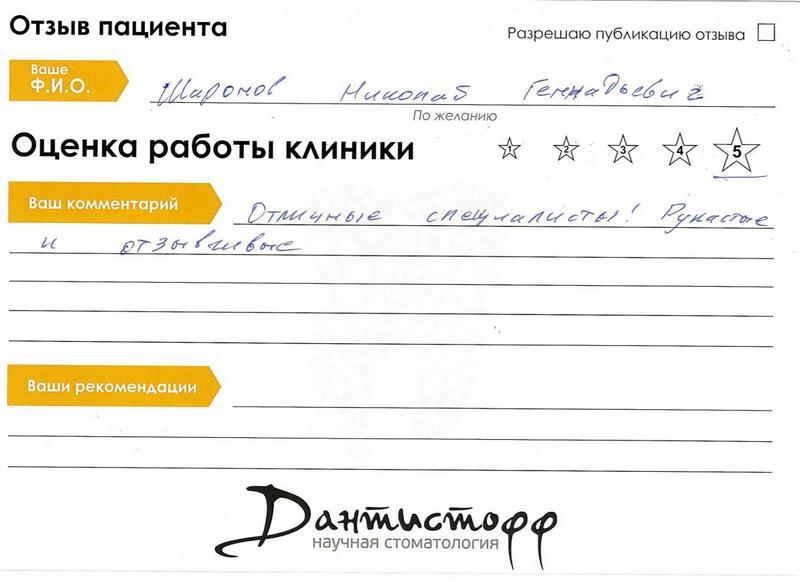 Отзыв пациента
Разрешаю публикацию отзыва
Ваше
Ф.И.О.
Широнов Николай Геннадьевич
По желанию
Оценка работы клиники
1 2 3 4 5
Ваш комментарий
Отличные специалисты! Рукастые
и отзывчивые
Ваши рекомендации
Дантистофф
научная стоматология